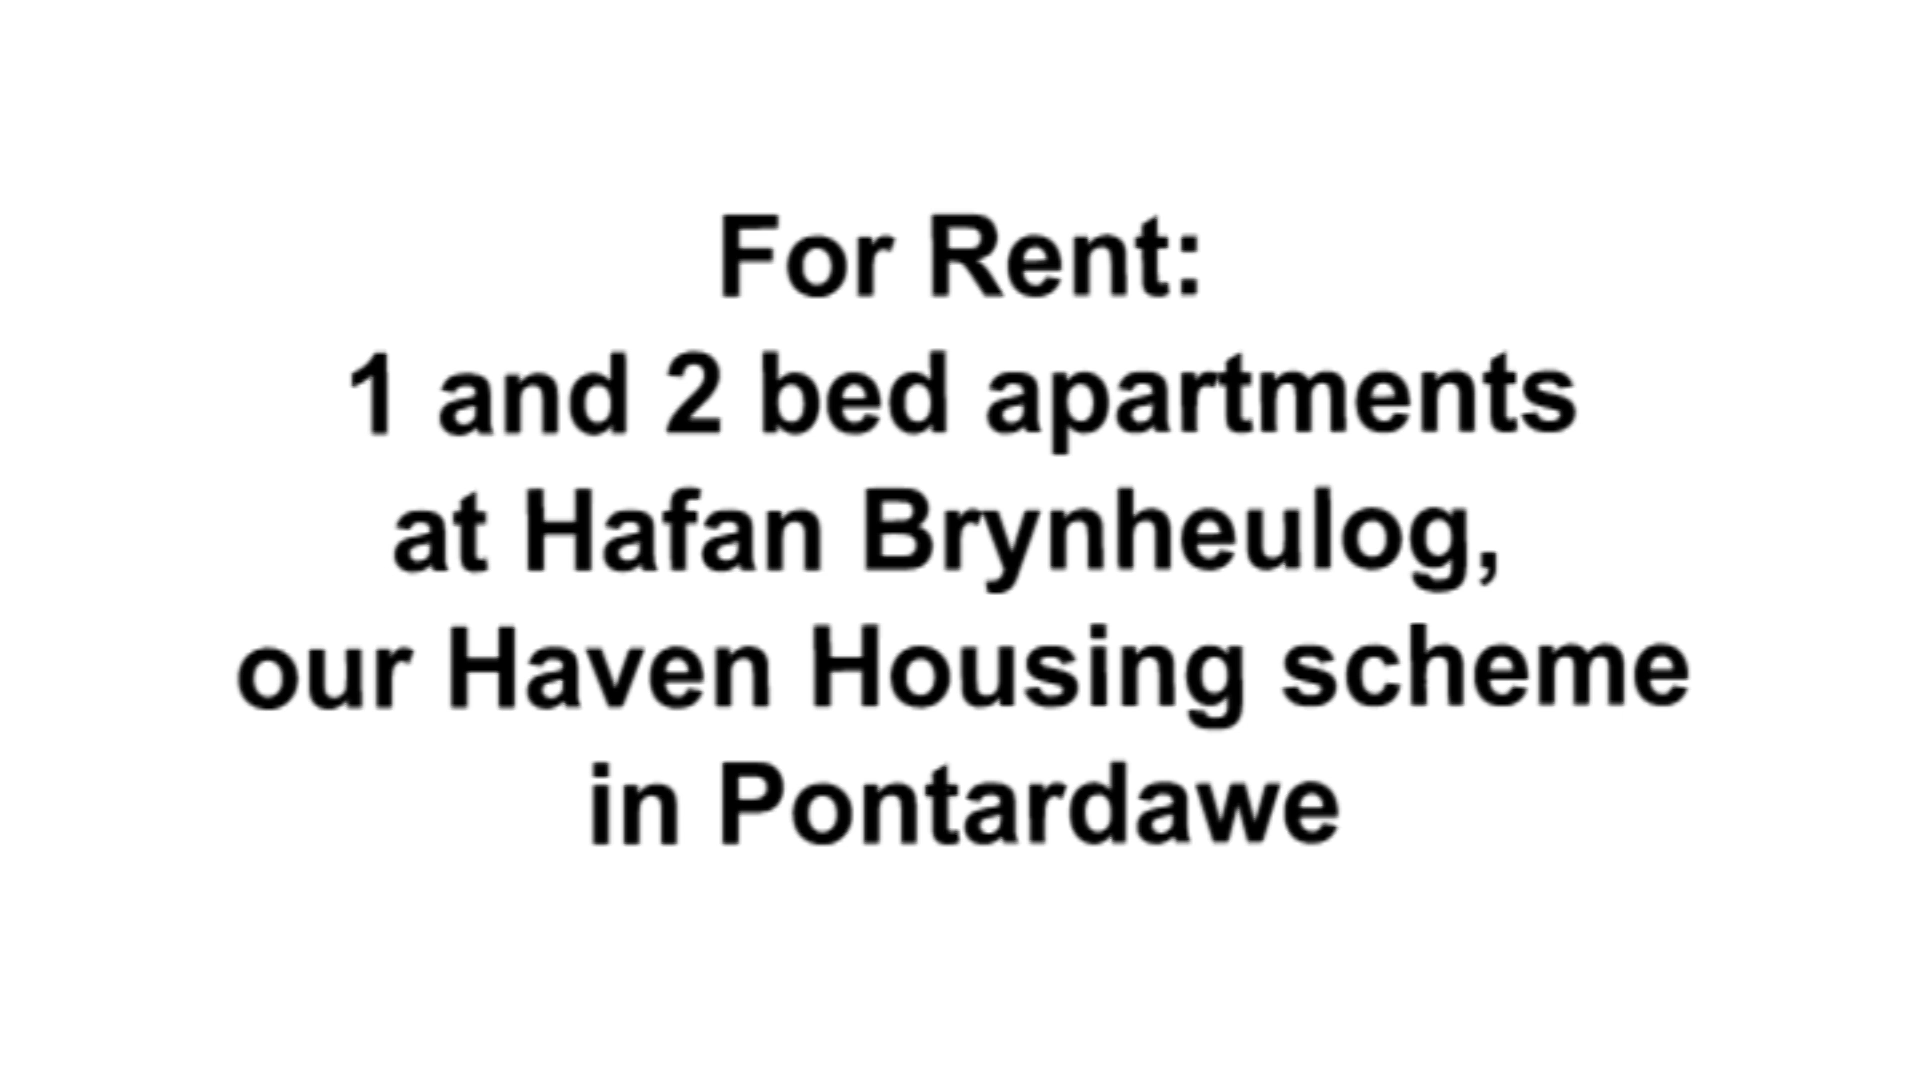 For Rent:
1 and 2 bed apartments
at Hafan Brynheulog,
our Haven Housing scheme
in Pontardawe